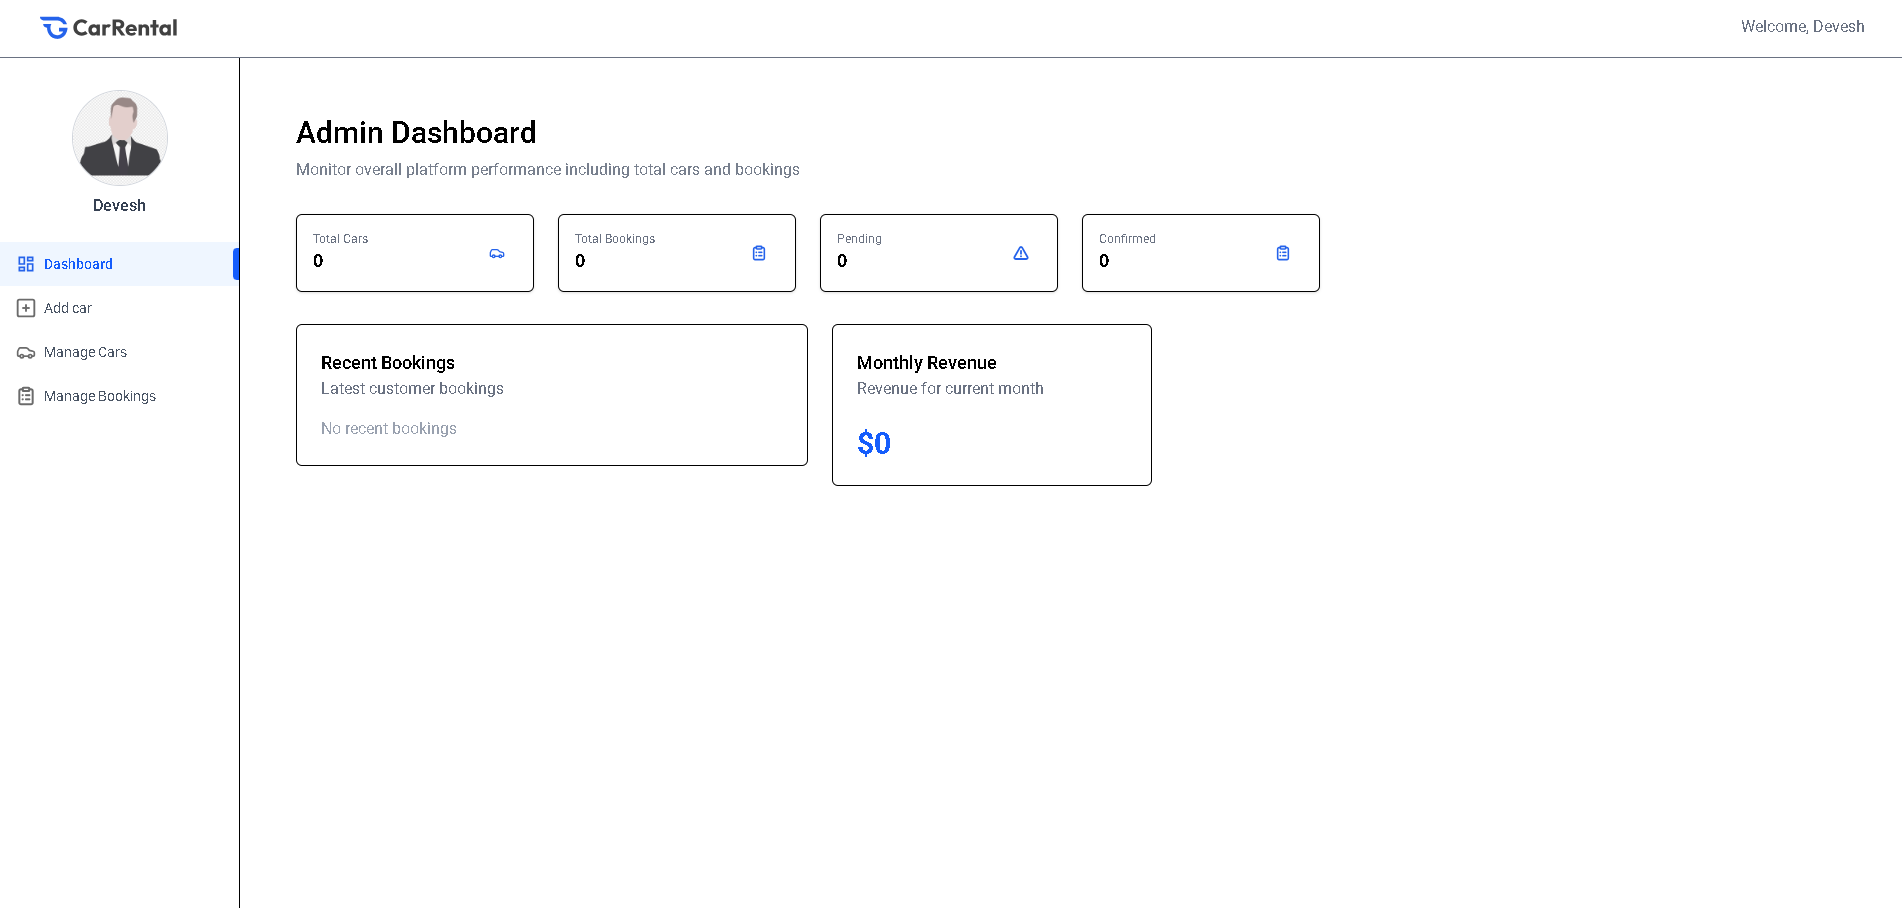 CarRental
Welcome, Devesh
Devesh
Dashboard
Add car
Manage Cars
Manage Bookings
Admin Dashboard
Monitor overall platform performance including total cars and bookings
Total Cars
0
Total Bookings
0
Pending
0
Confirmed
0
Recent Bookings
Latest customer bookings
No recent bookings
Monthly Revenue
Revenue for current month
$0